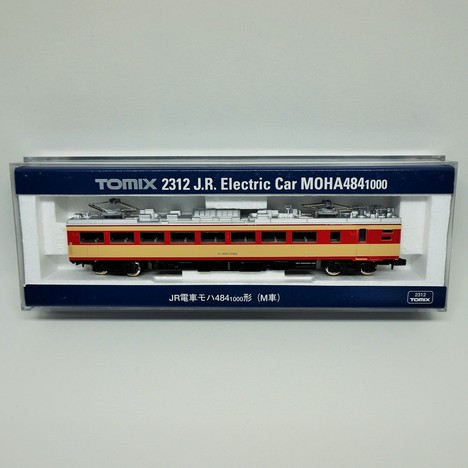 TOMIX 2312 J.R. Electric Car MOHA4841000
JR電車モハ4841000形（M車）
2312
TOMIX